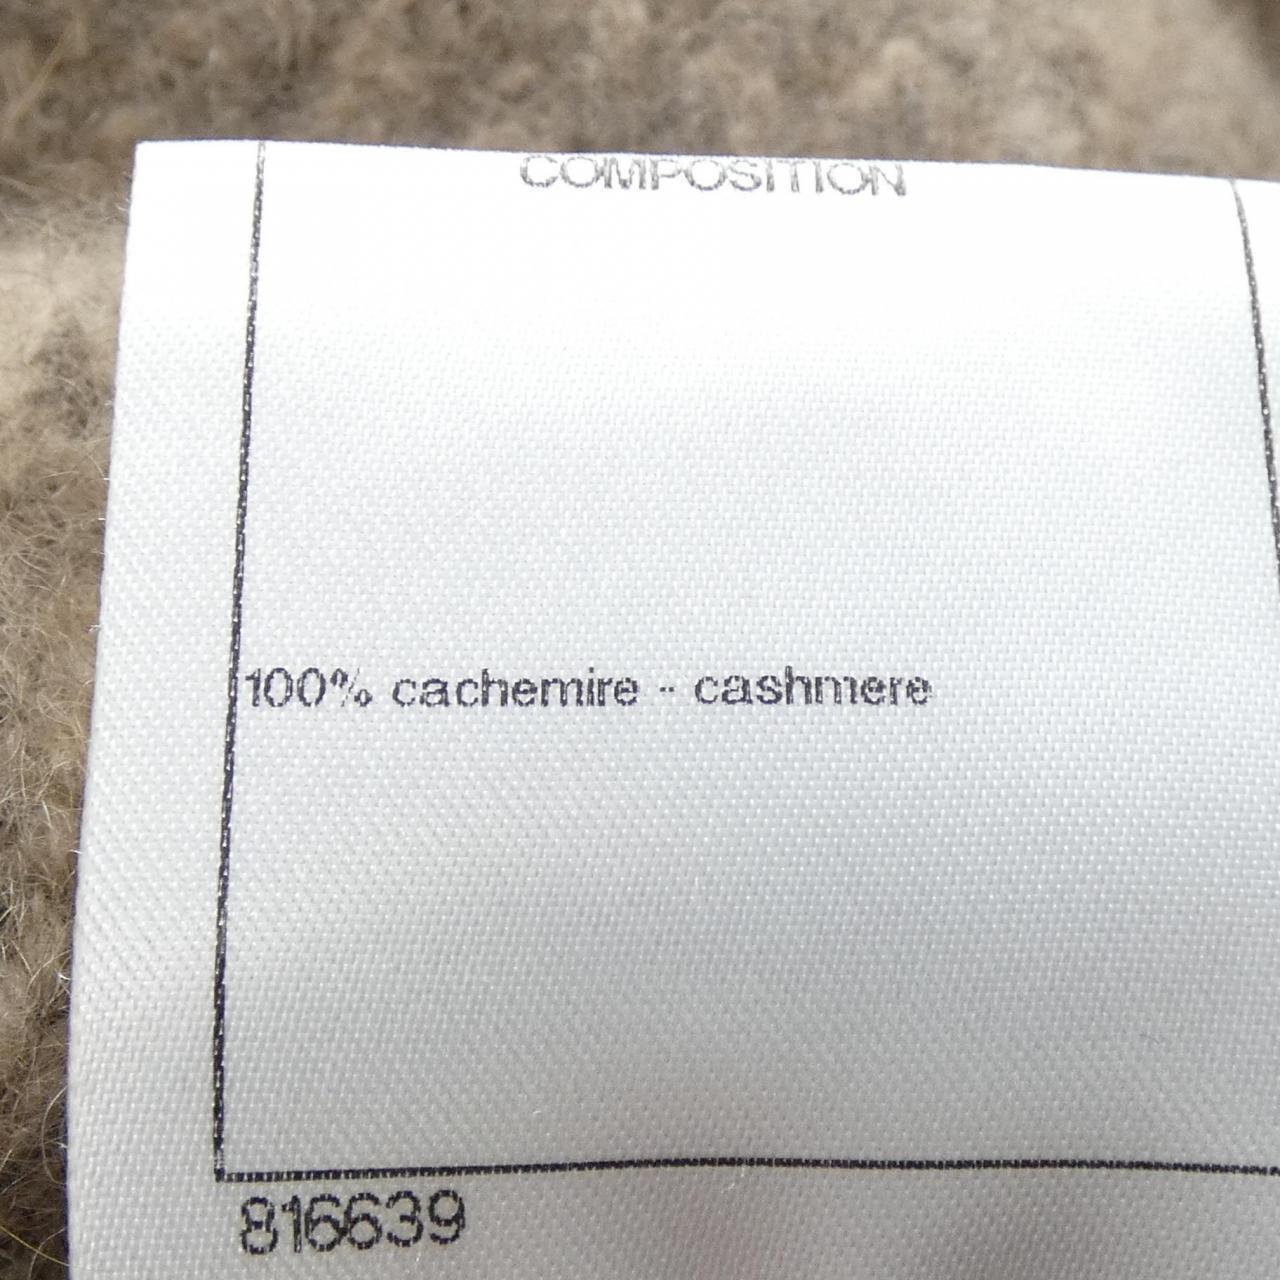 COMPOSITION
100% cachemire - cashmere
816639